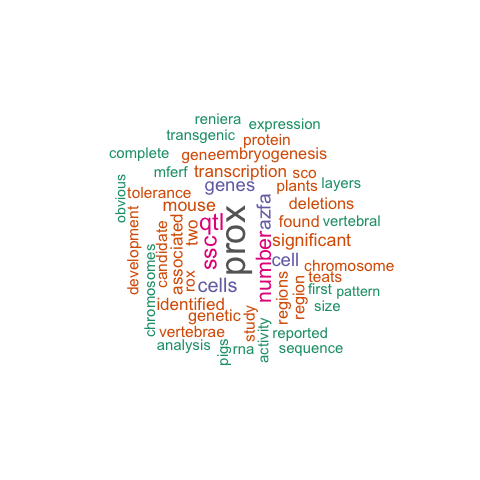 reniera
expression
transgenic
protein
complete
gene
embryogenesis
mferf
transcription
sco
genes
plants
layers
obvious
tolerance
mouse
deletions
qtl
prox
azfa
found
vertebral
development
candidate
associated
two
ssc
number
significant
rox
cells
cell
chromosome
chromosomes
regions
region
teats
first
pattern
identified
genetic
study
size
vertebrae
activity
reported
analysis
pigs
rna
sequence